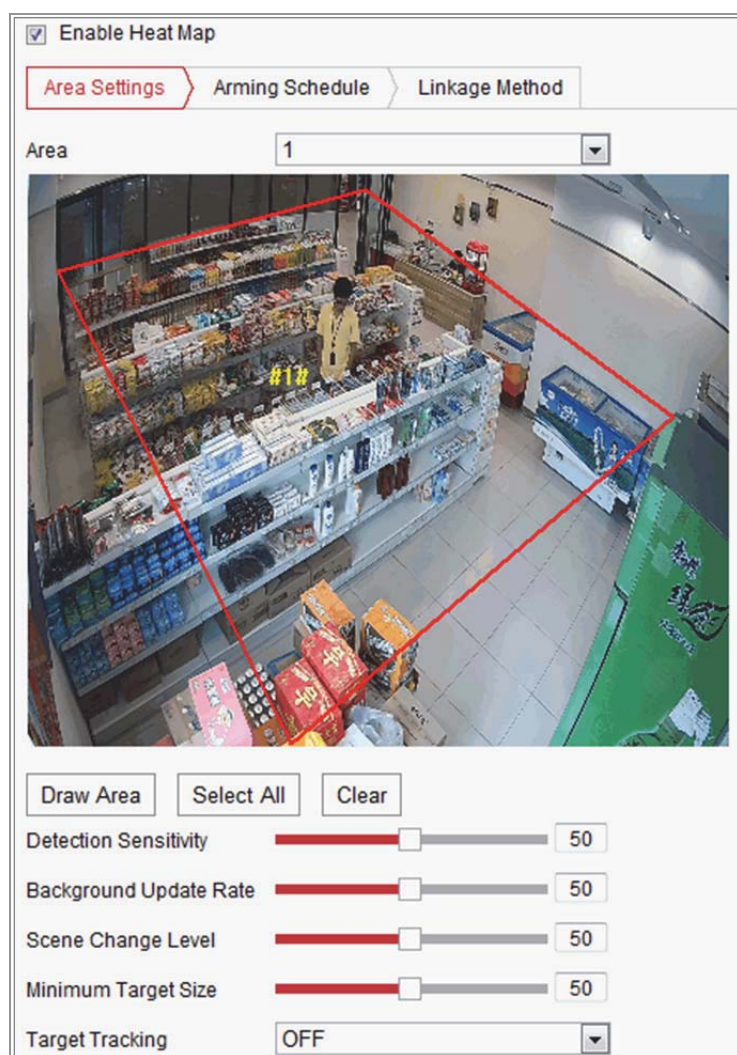 Enable Heat Map
Area Settings
Arming Schedule
Linkage Method
Area
1
#1#
Draw Area
Select All
Clear
Detection Sensitivity
50
Background Update Rate
50
Scene Change Level
50
Minimum Target Size
50
Target Tracking
OFF